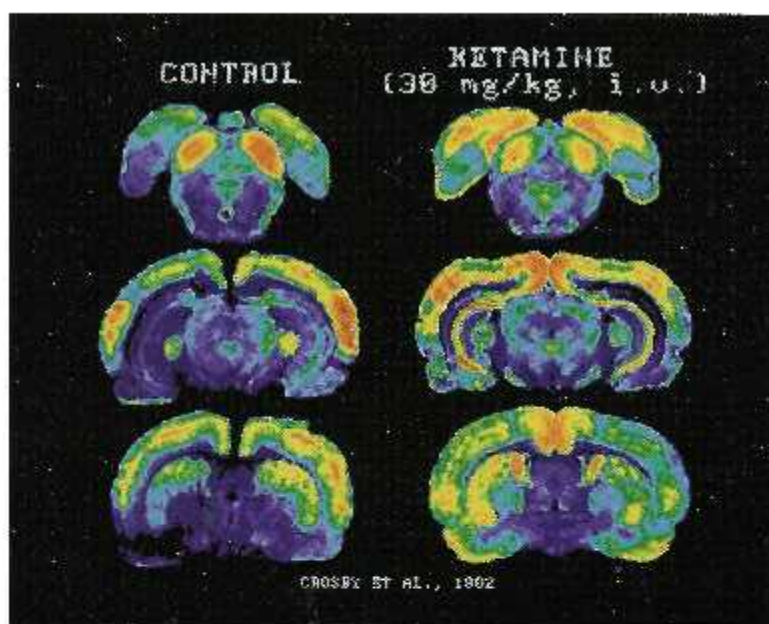 CONTROL
KETAMINE
(30 mg/kg, i.v.)
CROSBY ET AL., 1982